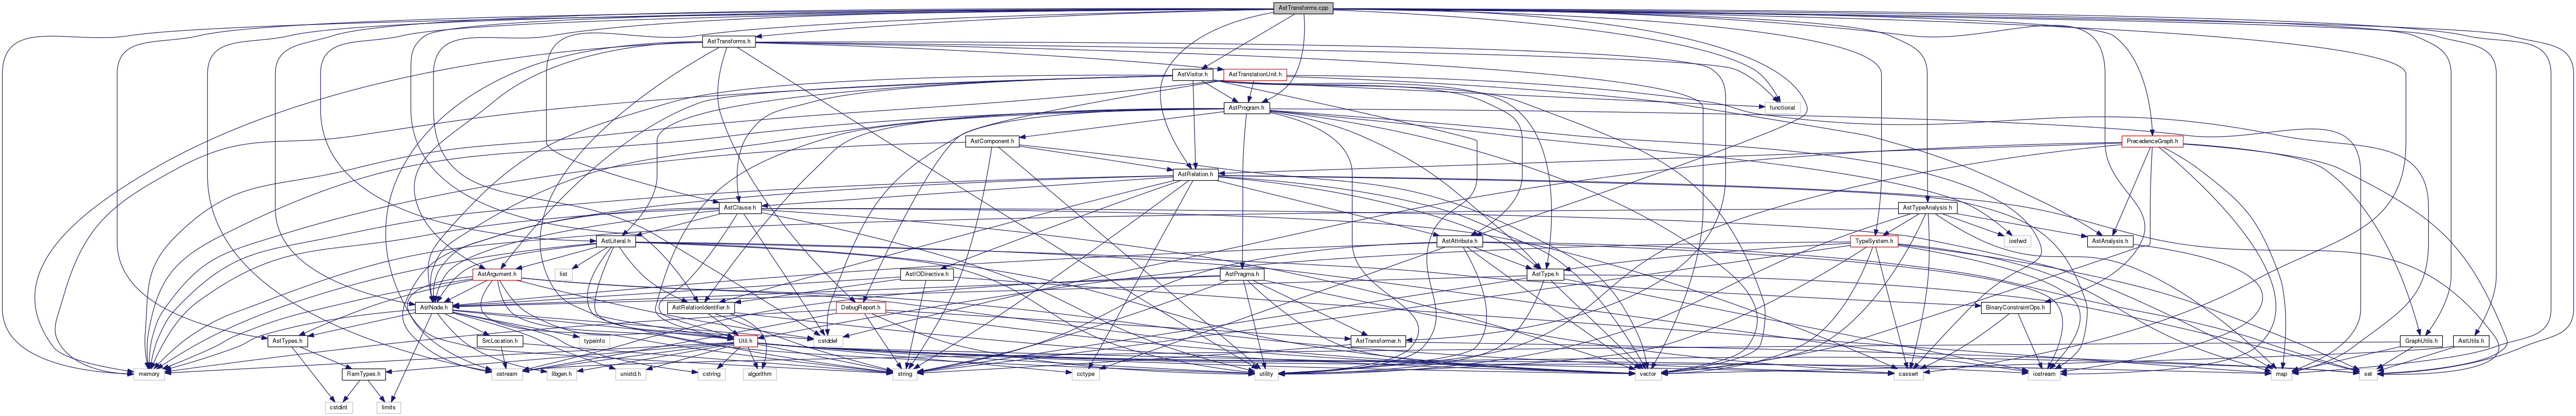 AstTransforms.cpp
AstTransforms.h
AstVisitor.h
AstTranslationUnit.h
AstProgram.h
functional
AstComponent.h
PrecedenceGraph.h
AstRelation.h
AstClause.h
AstTypeAnalysis.h
AstLiteral.h
AstAttribute.h
TypeSystem.h
iosfwd
AstAnalysis.h
AstArgument.h
list
AstIODirective.h
AstPragma.h
AstType.h
AstNode.h
AstRelationIdentifier.h
DebugReport.h
BinaryConstraintOps.h
AstTypes.h
SrcLocation.h
typeinfo
Util.h
cstddef
AstTransformer.h
GraphUtils.h
AstUtils.h
memory
RamTypes.h
ostream
libgen.h
unistd.h
cstring
algorithm
string
cctype
utility
vector
cassert
iostream
map
set
cstdint
limits